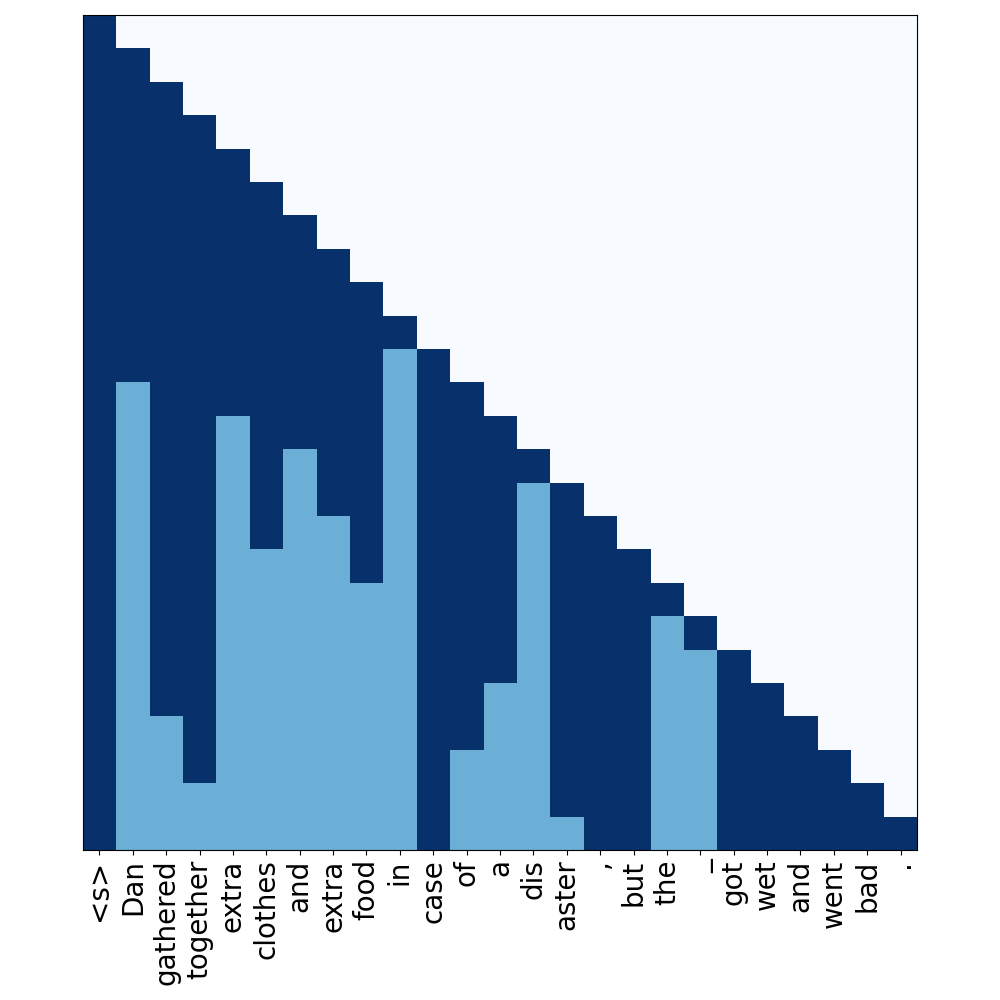 <s> Dan gathered together extra clothes and extra food in case of a dis aster , but the _ got wet and went bad .